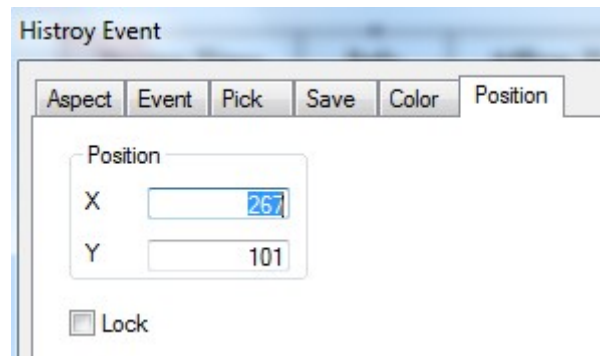 Histroy Event
Aspect Event Pick Save Color Position
Position
X 267
Y 101
Lock